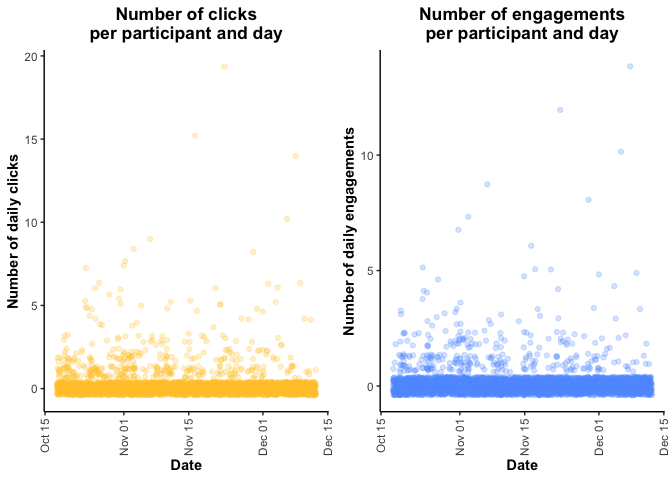 Number of clicks
per participant and day
Number of daily clicks
20
15
10
5
0
Oct 15
Nov 01
Nov 15
Dec 01
Dec 15
Date
Number of engagements
per participant and day
Number of daily engagements
10
5
0
Oct 15
Nov 01
Nov 15
Dec 01
Dec 15
Date